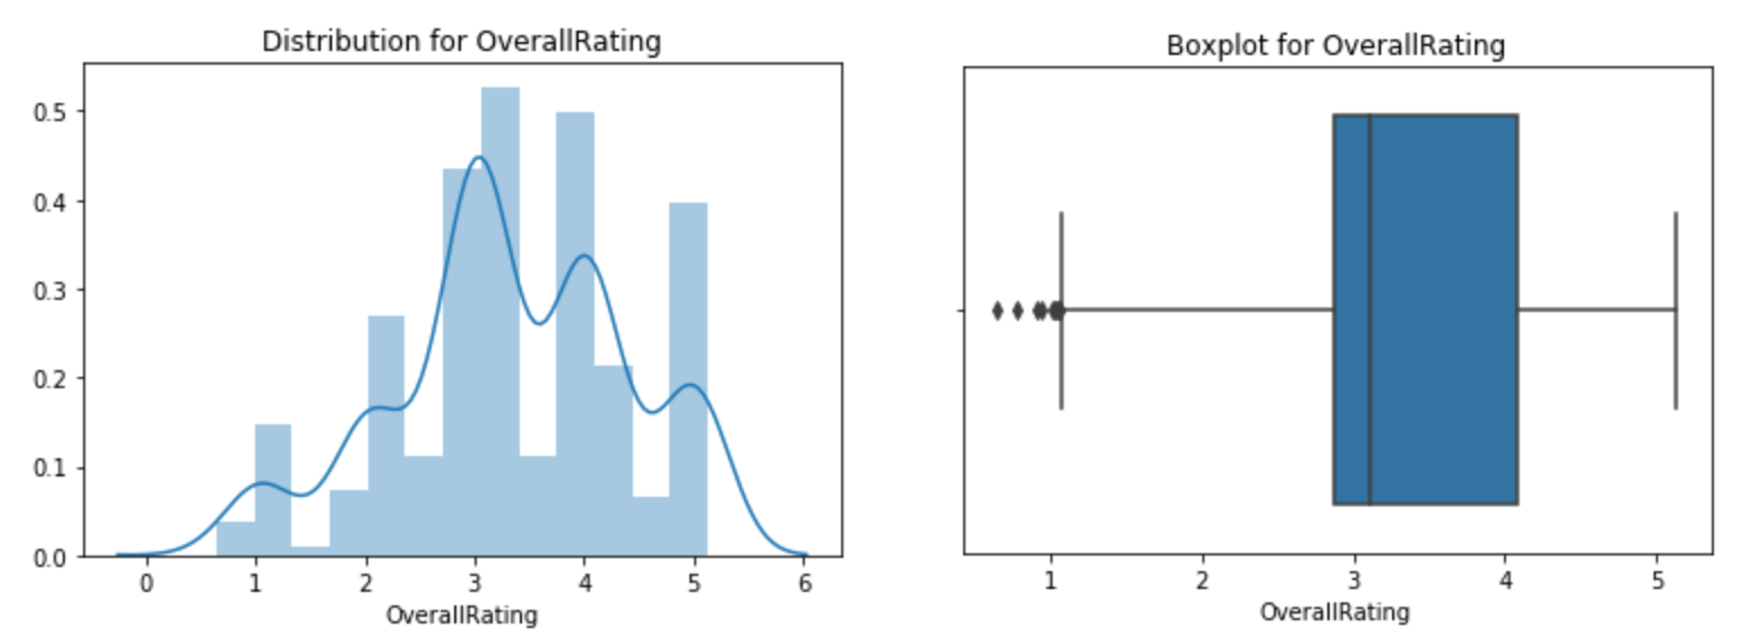 Distribution for OverallRating
0.5
0.4
0.3
0.2
0.1
0.0
0 1 2 3 4 5 6
OverallRating
Boxplot for OverallRating
1 2 3 4 5
OverallRating